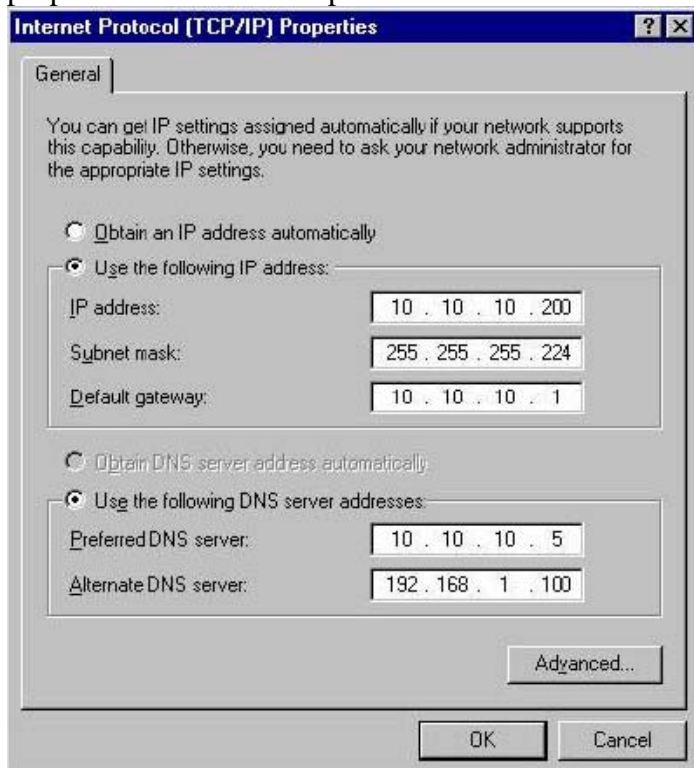 Internet Protocol (TCP/IP) Properties
General
You can get IP settings assigned automatically if your network supports
this capability. Otherwise, you need to ask your network administrator for
the appropriate IP settings.
Obtain an IP address automatically
Use the following IP address:
IP address: 10 . 10 . 10 . 200
Subnet mask: 255 . 255 . 255 . 224
Default gateway: 10 . 10 . 10 . 1
Obtain DNS server address automatically
Use the following DNS server addresses:
Preferred DNS server: 10 . 10 . 10 . 5
Alternate DNS server: 192 . 168 . 1 . 100
Advanced...
OK Cancel